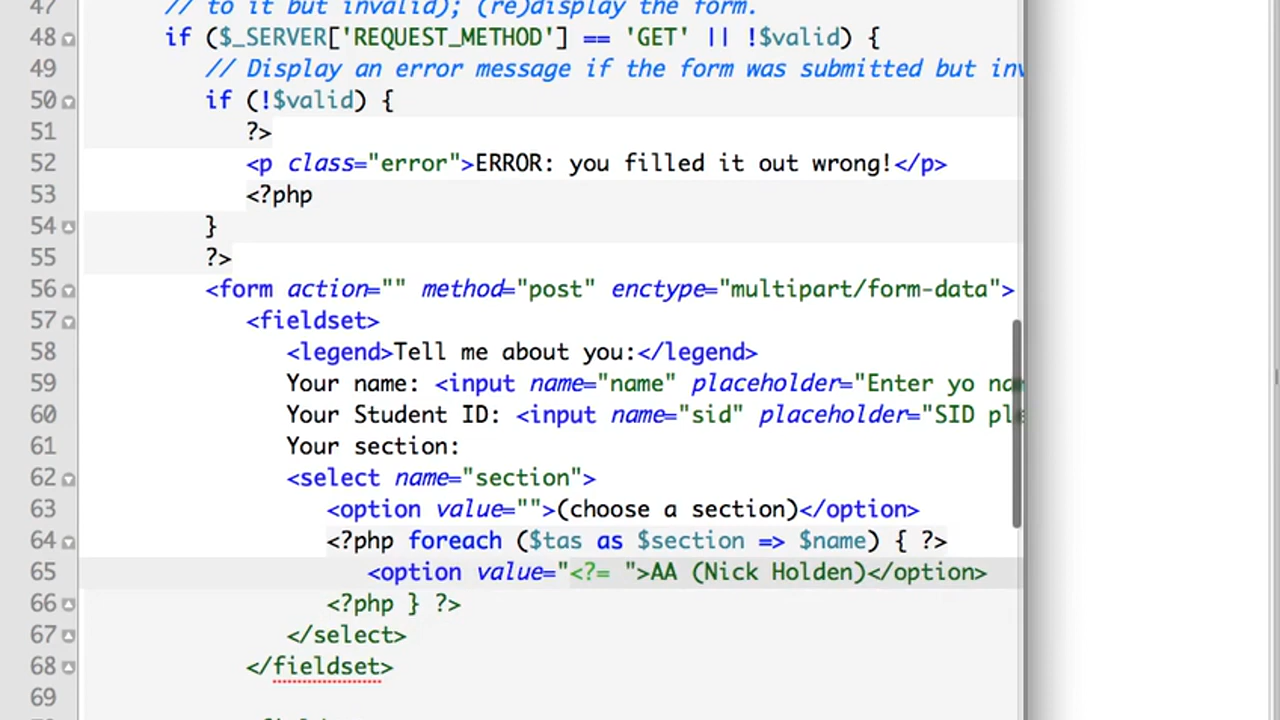 47 // to it but invalid); (re)display the form.
48 if ($_SERVER['REQUEST_METHOD'] == 'GET' || !$valid) {
49 // Display an error message if the form was submitted but inv
50 if (!$valid) {
51 ?>
52 <p class="error">ERROR: you filled it out wrong!</p>
53 <?php
54 }
55 ?>
56 <form action="" method="post" enctype="multipart/form-data">
57 <fieldset>
58 <legend>Tell me about you:</legend>
59 Your name: <input name="name" placeholder="Enter yo na
60 Your Student ID: <input name="sid" placeholder="SID ple
61 Your section:
62 <select name="section">
63 <option value="">(choose a section)</option>
64 <?php foreach ($tas as $section => $name) { ?>
65 <option value="<?= ">AA (Nick Holden)</option>
66 <?php } ?>
67 </select>
68 </fieldset>
69